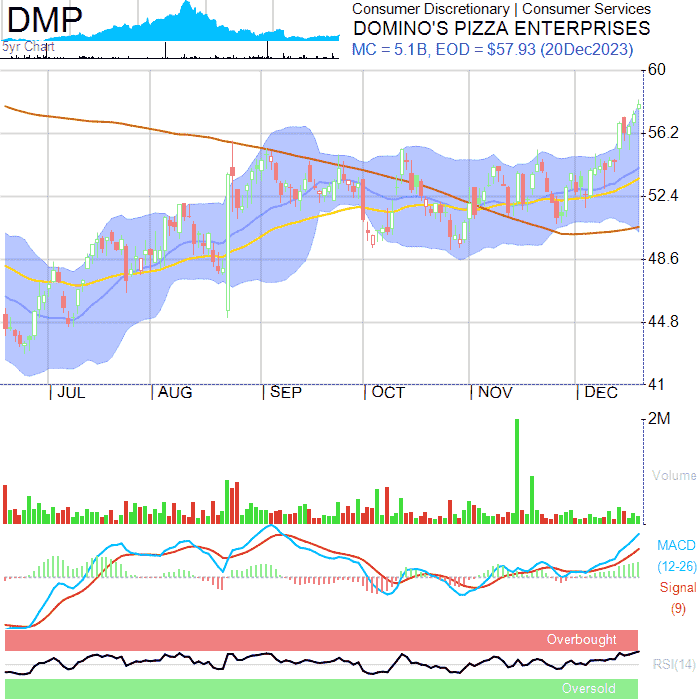 DMP
5yr Chart
Consumer Discretionary | Consumer Services
DOMINO'S PIZZA ENTERPRISES
MC = 5.1B, EOD = $57.93 (20Dec2023)
60
56.2
52.4
48.6
44.8
41
JUL
AUG
SEP
OCT
NOV
DEC
2M
Volume
MACD
(12-26)
Signal
(9)
Overbought
RSI(14)
Oversold